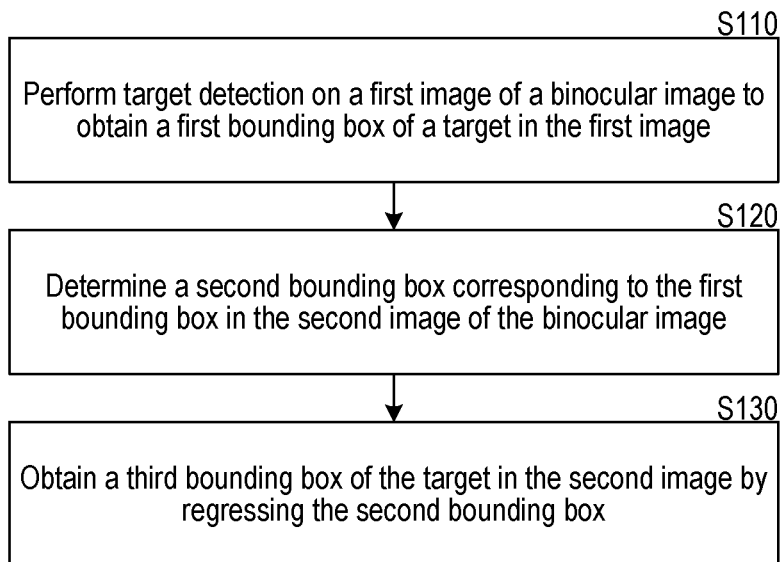 S110
Perform target detection on a first image of a binocular image to
obtain a first bounding box of a target in the first image
S120
Determine a second bounding box corresponding to the first
bounding box in the second image of the binocular image
S130
Obtain a third bounding box of the target in the second image by
regressing the second bounding box